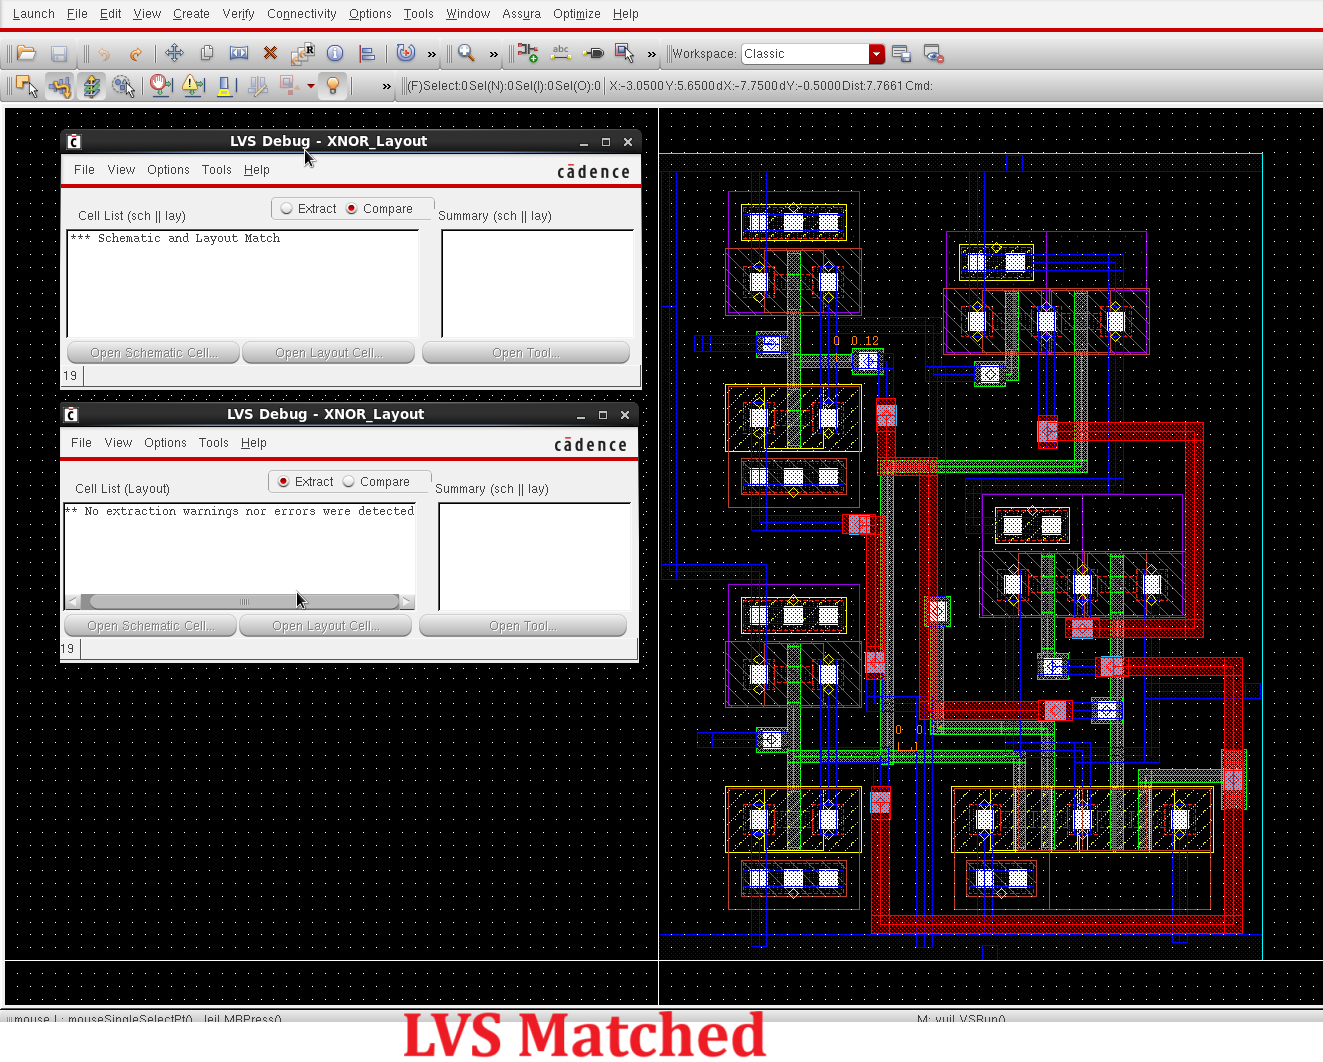 Launch File Edit View Create Verify Connectivity Options Tools Window Assura Optimize Help
» » abc » Workspace: Classic
» (F)Select:0 Sel(N):0 Sel(I):0 Sel(O):0 X:-3.0500 Y:5.6500 dX:-7.7500 dY:-0.5000 Dist:7.7661 Cmd:
LVS Debug - XNOR_Layout
File View Options Tools Help
cādence
Extract Compare
Cell List (sch || lay) Summary (sch || lay)
*** Schematic and Layout Match
Open Schematic Cell... Open Layout Cell... Open Tool...
19
0 0.12
LVS Debug - XNOR_Layout
File View Options Tools Help
cādence
Extract Compare
Cell List (Layout) Summary (sch || lay)
** No extraction warnings nor errors were detected
Open Schematic Cell... Open Layout Cell... Open Tool...
19
0 0.
mouse L: mouseSingleSelectPt() _leiLMBPress() M: vuiLVSRun()
LVS Matched